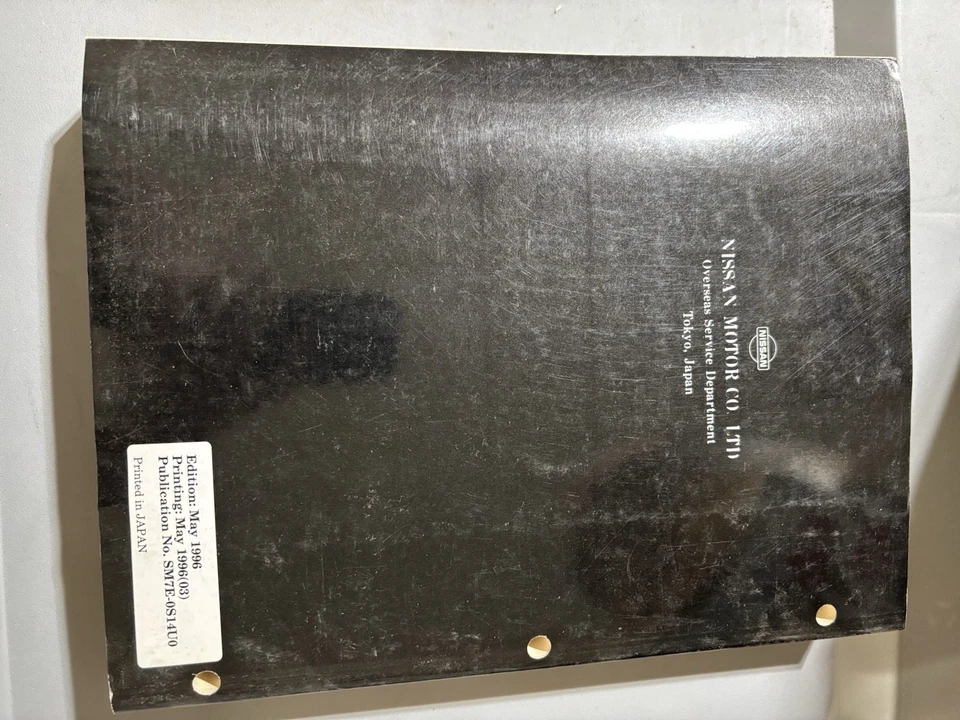 NISSAN
NISSAN MOTOR CO. LTD
Overseas Service Department
Tokyo, Japan
Edition: May 1996
Printing: May 1996(03)
Publication No. SM7E-0S14U0
Printed in JAPAN